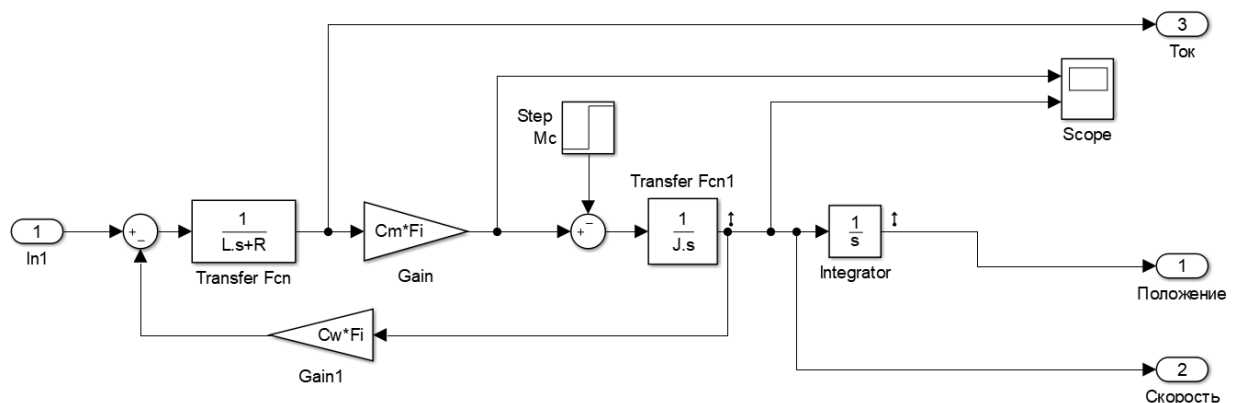 3
Ток
Scope
Step
Mc
Transfer Fcn1
1
In1
+
−
1
L.s+R
Transfer Fcn
Cm*Fi
Gain
−
+
1
J.s
1
s
Integrator
1
Положение
Cw*Fi
Gain1
2
Скорость